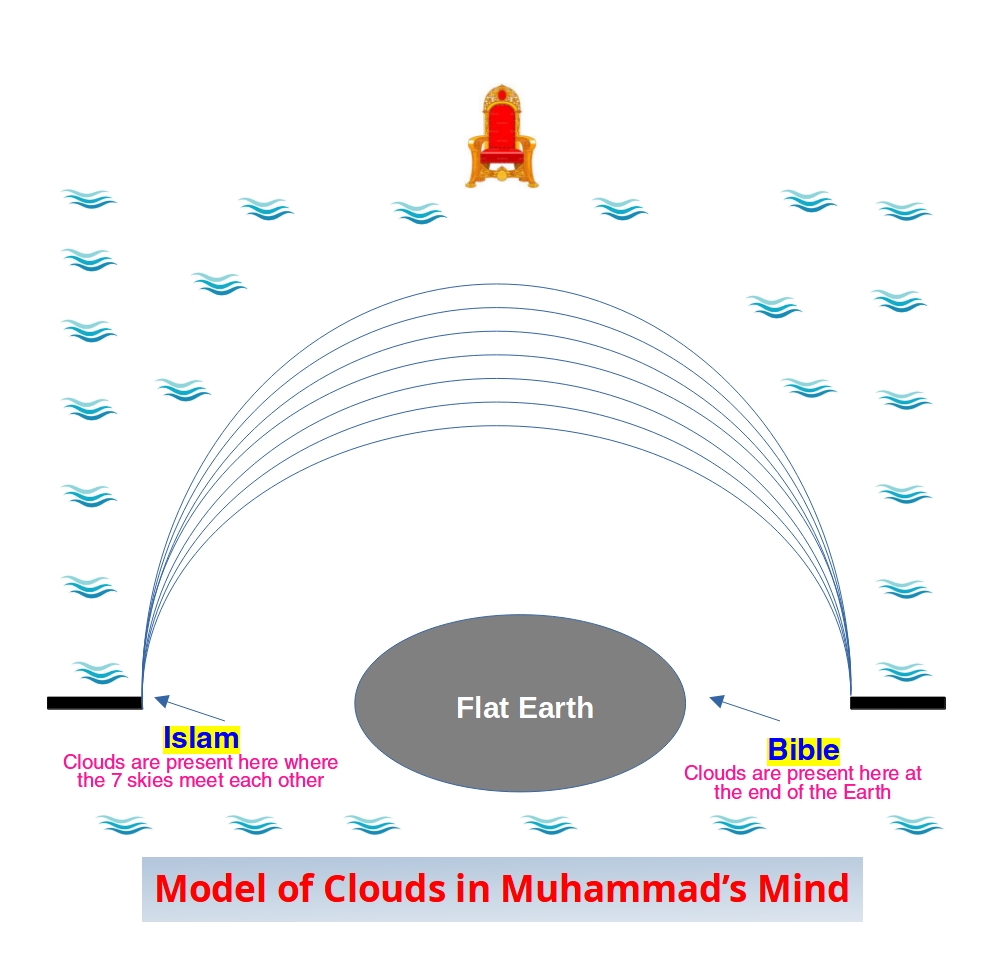 Flat Earth
Islam
Clouds are present here where
the 7 skies meet each other
Bible
Clouds are present here at
the end of the Earth
Model of Clouds in Muhammad’s Mind